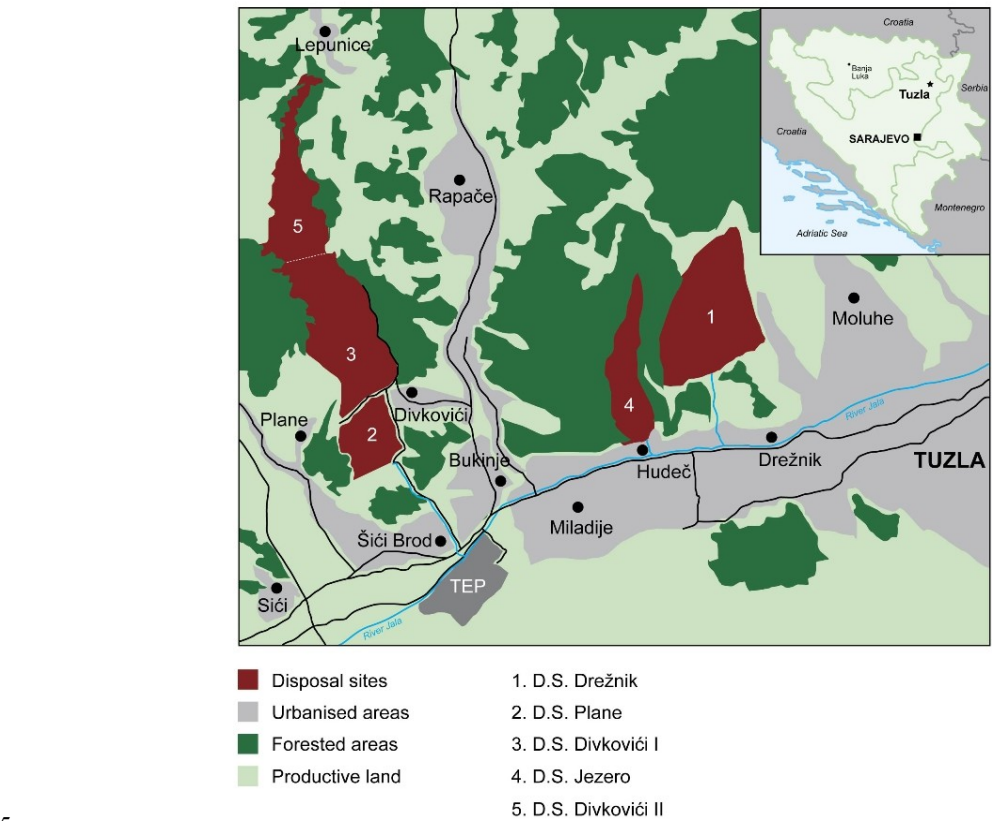 Lepunice
Croatia
Banja
Luka
Tuzla
Serbia
SARAJEVO
Croatia
Montenegro
Adriatic Sea
Rapače
5
1
Moluhe
3
River Jala
4
Divkovići
Plane
2
Bukinje
Hudeč
Drežnik
TUZLA
Miladije
Šići Brod
TEP
Sići
River Jala
Disposal sites
Urbanised areas
Forested areas
Productive land
1. D.S. Drežnik
2. D.S. Plane
3. D.S. Divkovići I
4. D.S. Jezero
5. D.S. Divkovići II